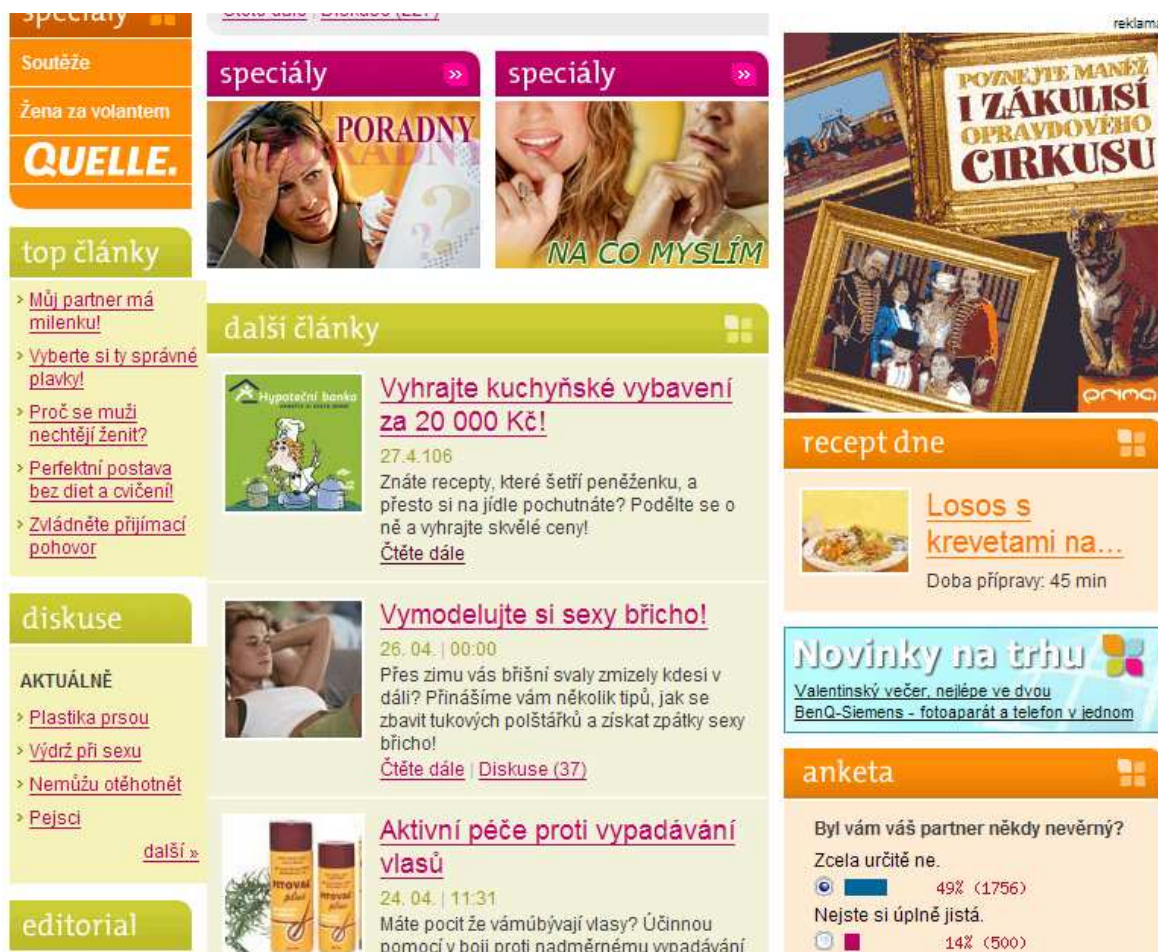 speciály
Soutěže
Žena za volantem
QUELLE.
top články
Můj partner má
milenku!
Vyberte si ty správné
plavky!
Proč se muži
nechtějí ženit?
Perfektní postava
bez diet a cvičení!
Zvládněte přijímací
pohovor
diskuse
AKTUÁLNĚ
Plastika prsou
Výdrž při sexu
Nemůžu otěhotnět
Pejsci
další »
editorial
Čtěte dále | Diskuse (227)
speciály »
PORADNY
speciály »
NA CO MYSLÍM
další články
Hypoteční banka
Vyhrajte kuchyňské vybavení
za 20 000 Kč!
27.4.106
Znáte recepty, které šetří peněženku, a
přesto si na jídle pochutnáte? Podělte se o
ně a vyhrajte skvělé ceny!
Čtěte dále
Vymodelujte si sexy břicho!
26. 04. | 00:00
Přes zimu vás břišní svaly zmizely kdesi v
dáli? Přinášíme vám několik tipů, jak se
zbavit tukových polštářků a získat zpátky sexy
břicho!
Čtěte dále | Diskuse (37)
Aktivní péče proti vypadávání
vlasů
24. 04. | 11:31
Máte pocit že vámúbývají vlasy? Účinnou
pomocí v boji proti nadměrnému vypadávání
reklama
POZNEJTE MANÉŽ
I ZÁKULISÍ
OPRAVDOVÉHO
CIRKUSU
prima
recept dne
Losos s
krevetami na...
Doba přípravy: 45 min
Novinky na trhu
Valentinský večer, nejlépe ve dvou
BenQ-Siemens - fotoaparát a telefon v jednom
anketa
Byl vám váš partner někdy nevěrný?
Zcela určitě ne.
49% (1756)
Nejste si úplně jistá.
14% (500)